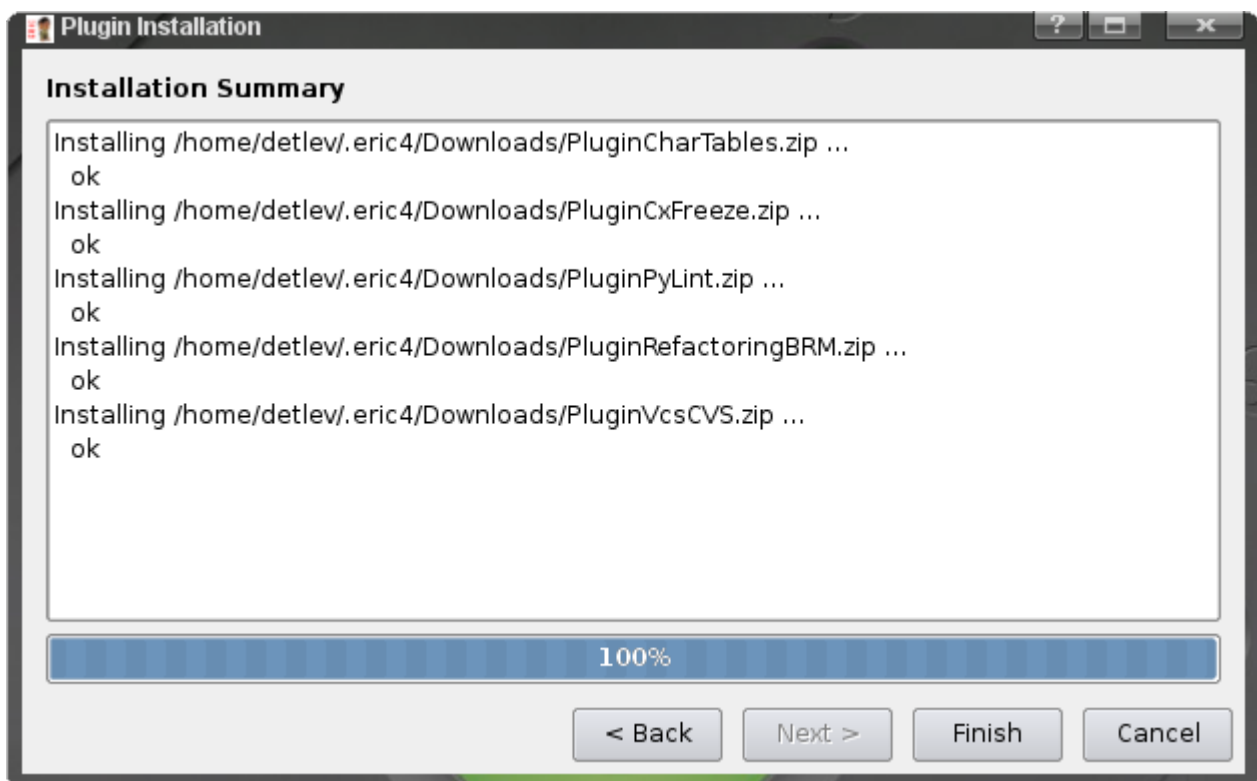 Plugin Installation
Installation Summary
Installing /home/detlev/.eric4/Downloads/PluginCharTables.zip ...
ok
Installing /home/detlev/.eric4/Downloads/PluginCxFreeze.zip ...
ok
Installing /home/detlev/.eric4/Downloads/PluginPyLint.zip ...
ok
Installing /home/detlev/.eric4/Downloads/PluginRefactoringBRM.zip ...
ok
Installing /home/detlev/.eric4/Downloads/PluginVcsCVS.zip ...
ok
100%
< Back Next > Finish Cancel